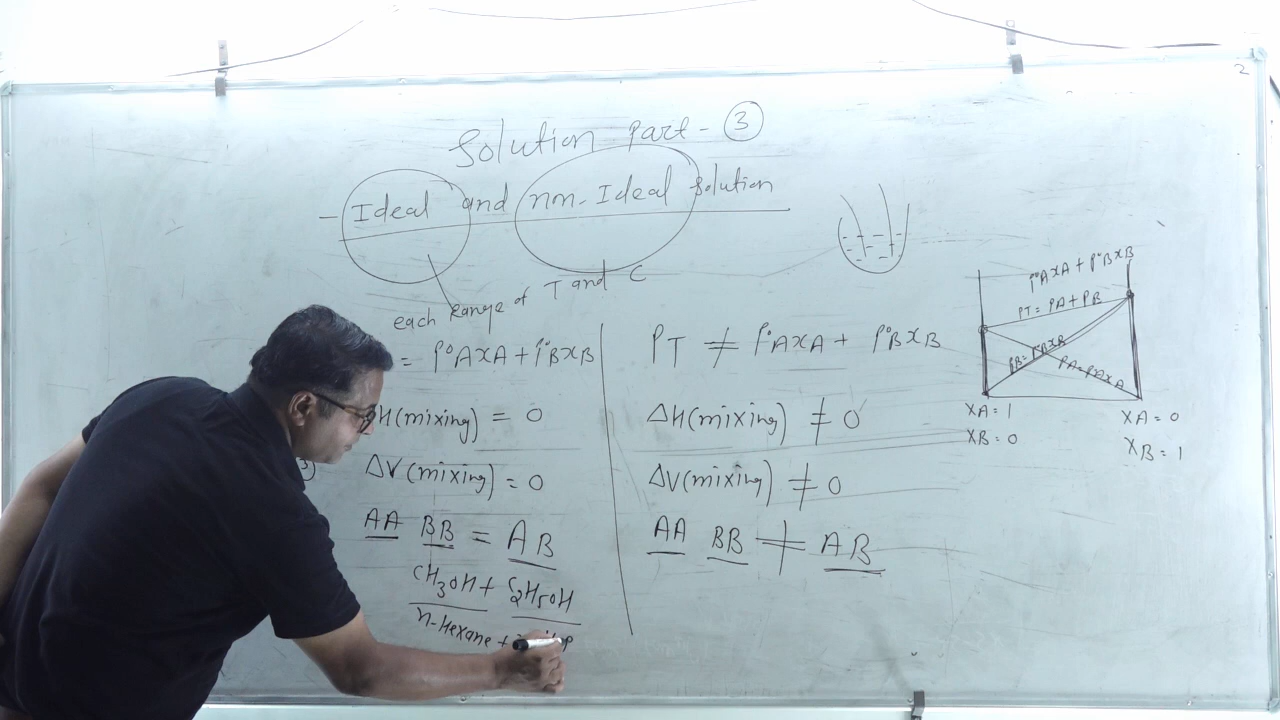 2
Solution part - 3
- Ideal and non-Ideal solution
each Range of T and C
= P°AxA + P°BxB
H(mixing) = 0
3) ΔV(mixing) = 0
AA BB = AB
CH3OH + C2H5OH
n-Hexane +
PT ≠ P°AxA + P°BxB
ΔH(mixing) ≠ 0
ΔV(mixing) ≠ 0
AA BB ≠ AB
P°AxA + P°BxB
PT = PA + PB
PB = P°BxB
PA = P°AxA
XA = 1
XB = 0
XA = 0
XB = 1